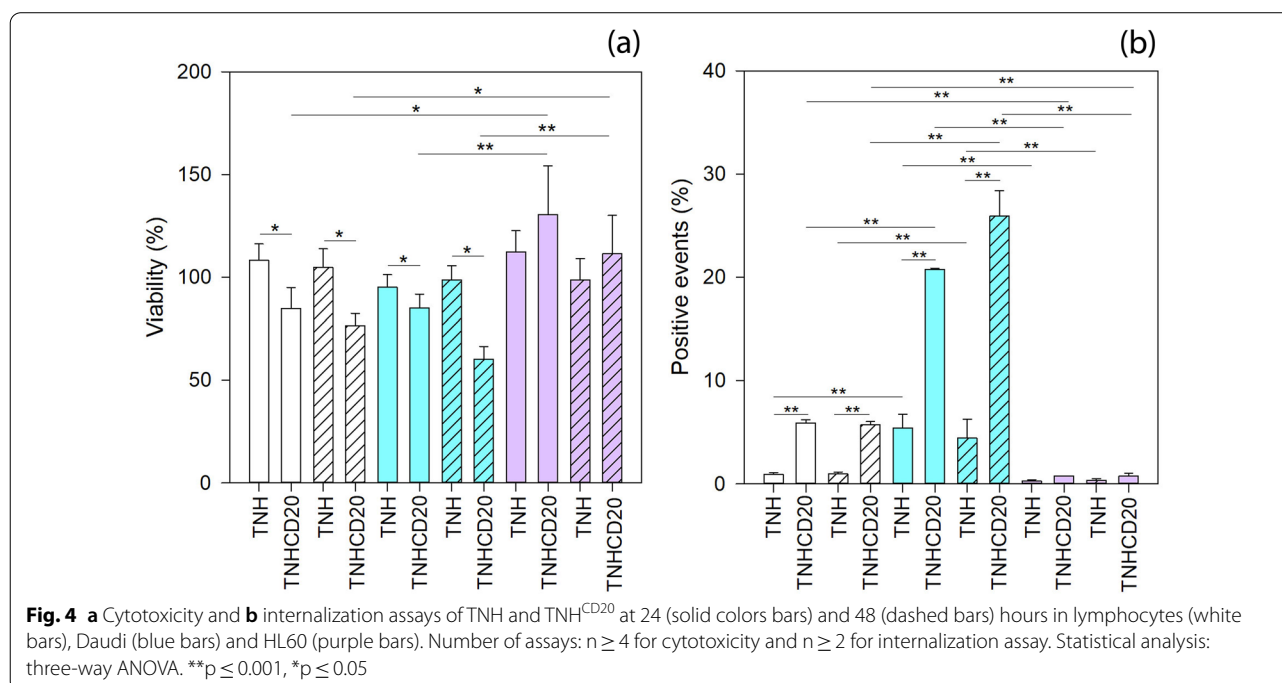 (a)
200
150
100
50
0
Viability (%)
* * * * * * ** **
TNH
TNHCD20
TNH
TNHCD20
TNH
TNHCD20
TNH
TNHCD20
TNH
TNHCD20
TNH
TNHCD20
(b)
40
30
20
10
0
Positive events (%)
** ** ** ** ** ** ** ** ** ** ** ** **
TNH
TNHCD20
TNH
TNHCD20
TNH
TNHCD20
TNH
TNHCD20
TNH
TNHCD20
TNH
TNHCD20
Fig. 4 a Cytotoxicity and b internalization assays of TNH and TNH^CD20 at 24 (solid colors bars) and 48 (dashed bars) hours in lymphocytes (white
bars), Daudi (blue bars) and HL60 (purple bars). Number of assays: n ≥ 4 for cytotoxicity and n ≥ 2 for internalization assay. Statistical analysis:
three-way ANOVA. **p ≤ 0.001, *p ≤ 0.05